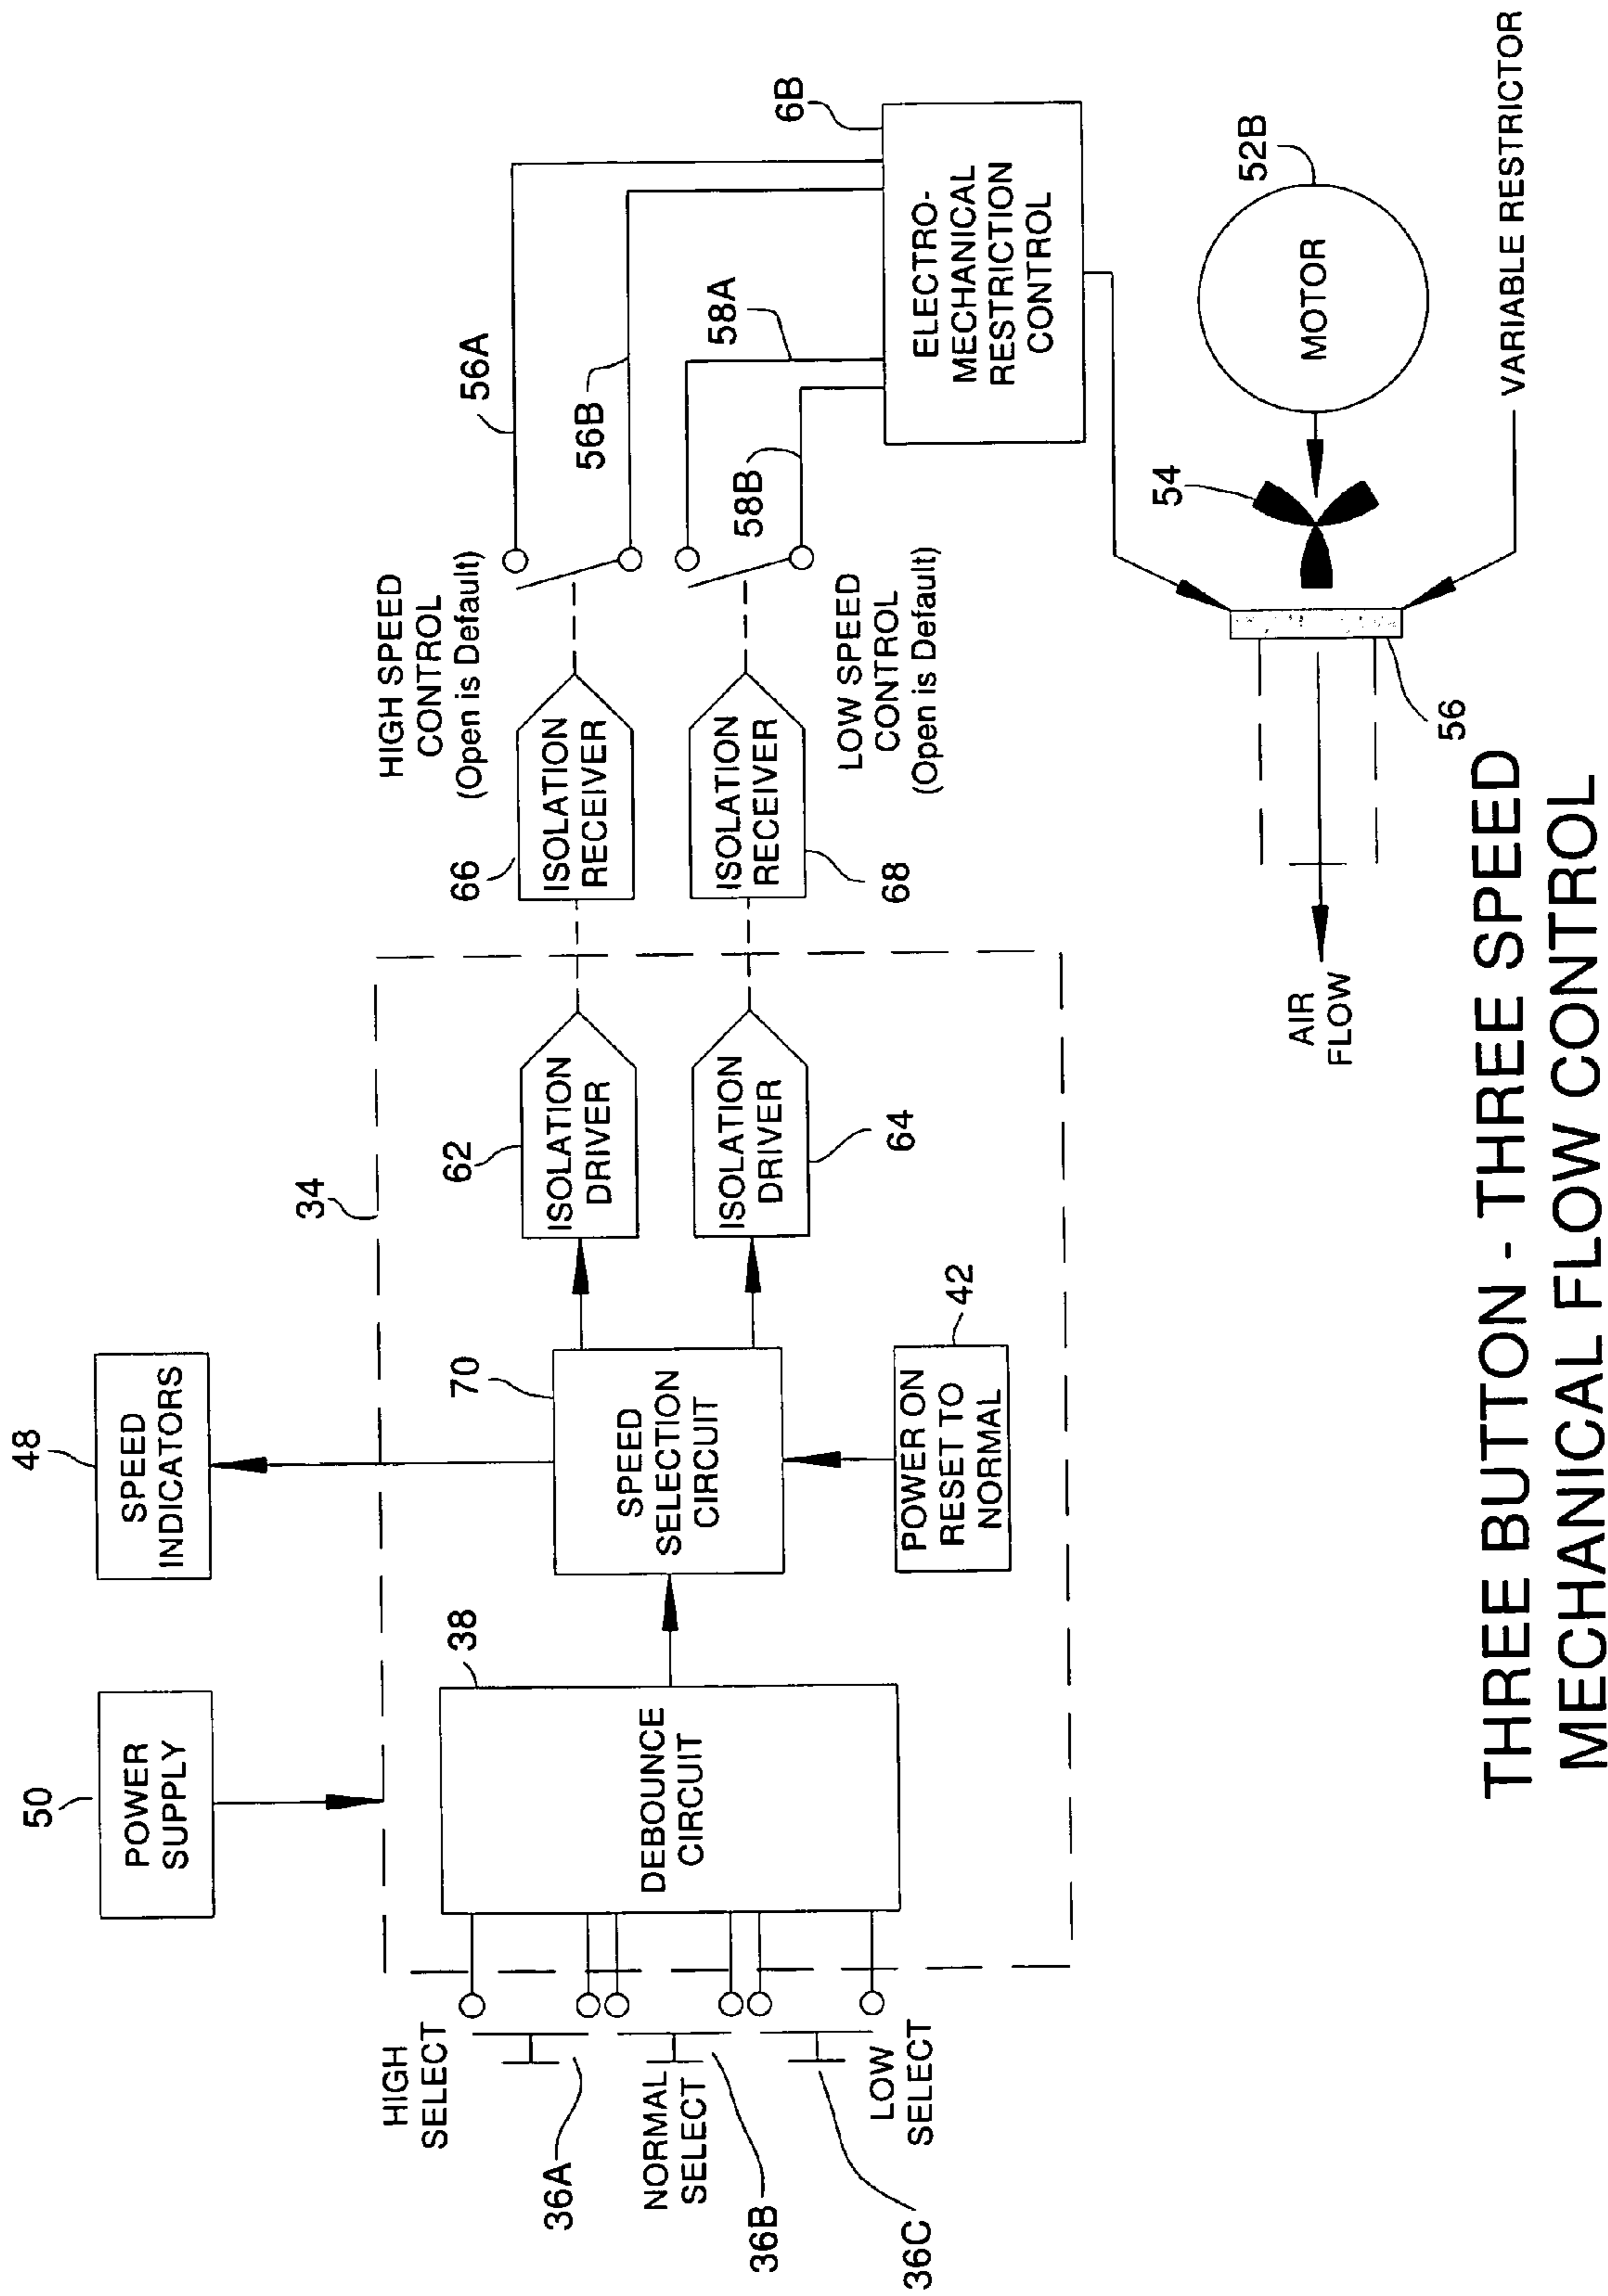 50
POWER
SUPPLY
48
SPEED
INDICATORS
34
HIGH
SELECT
36A
NORMAL
SELECT
36B
36C
LOW
SELECT
38
DEBOUNCE
CIRCUIT
70
SPEED
SELECTION
CIRCUIT
42
POWER ON
RESET TO
NORMAL
62
ISOLATION
DRIVER
64
ISOLATION
DRIVER
66
ISOLATION
RECEIVER
68
ISOLATION
RECEIVER
HIGH SPEED
CONTROL
(Open is Default)
LOW SPEED
CONTROL
(Open is Default)
56A
56B
58A
58B
6B
ELECTRO-
MECHANICAL
RESTRICTION
CONTROL
52B
MOTOR
54
56
AIR
FLOW
VARIABLE RESTRICTOR
THREE BUTTON - THREE SPEED
MECHANICAL FLOW CONTROL